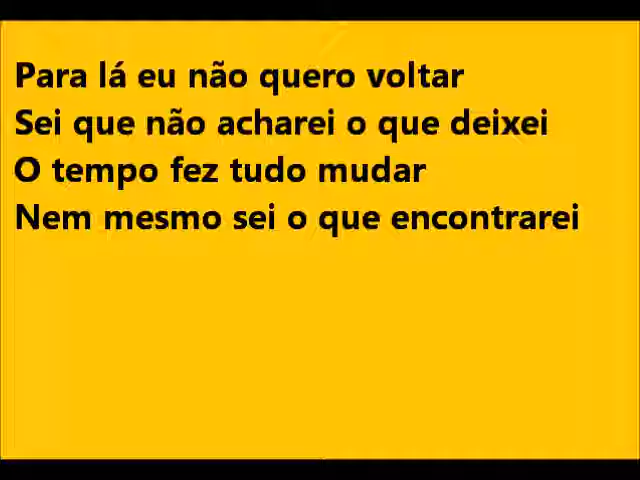 Para lá eu não quero voltar
Sei que não acharei o que deixei
O tempo fez tudo mudar
Nem mesmo sei o que encontrarei